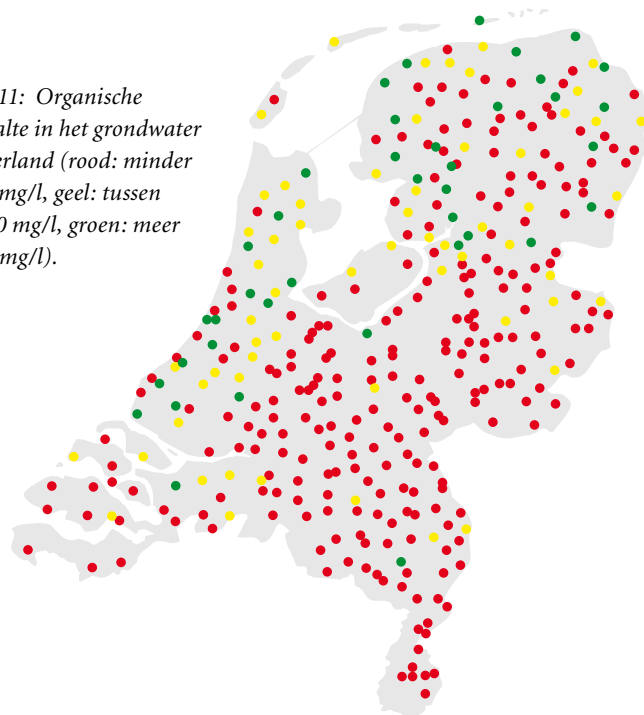 11: Organische
alte in het grondwater
erland (rood: minder
mg/l, geel: tussen
0 mg/l, groen: meer
mg/l).